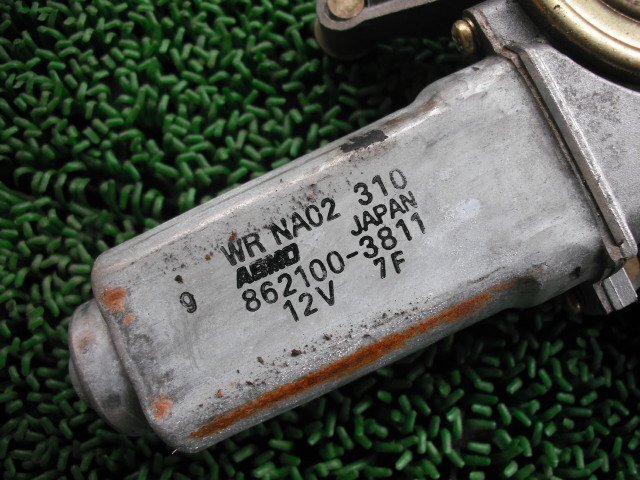 WR NA02 310
ASMO JAPAN
862100-3811
9 12V 7F